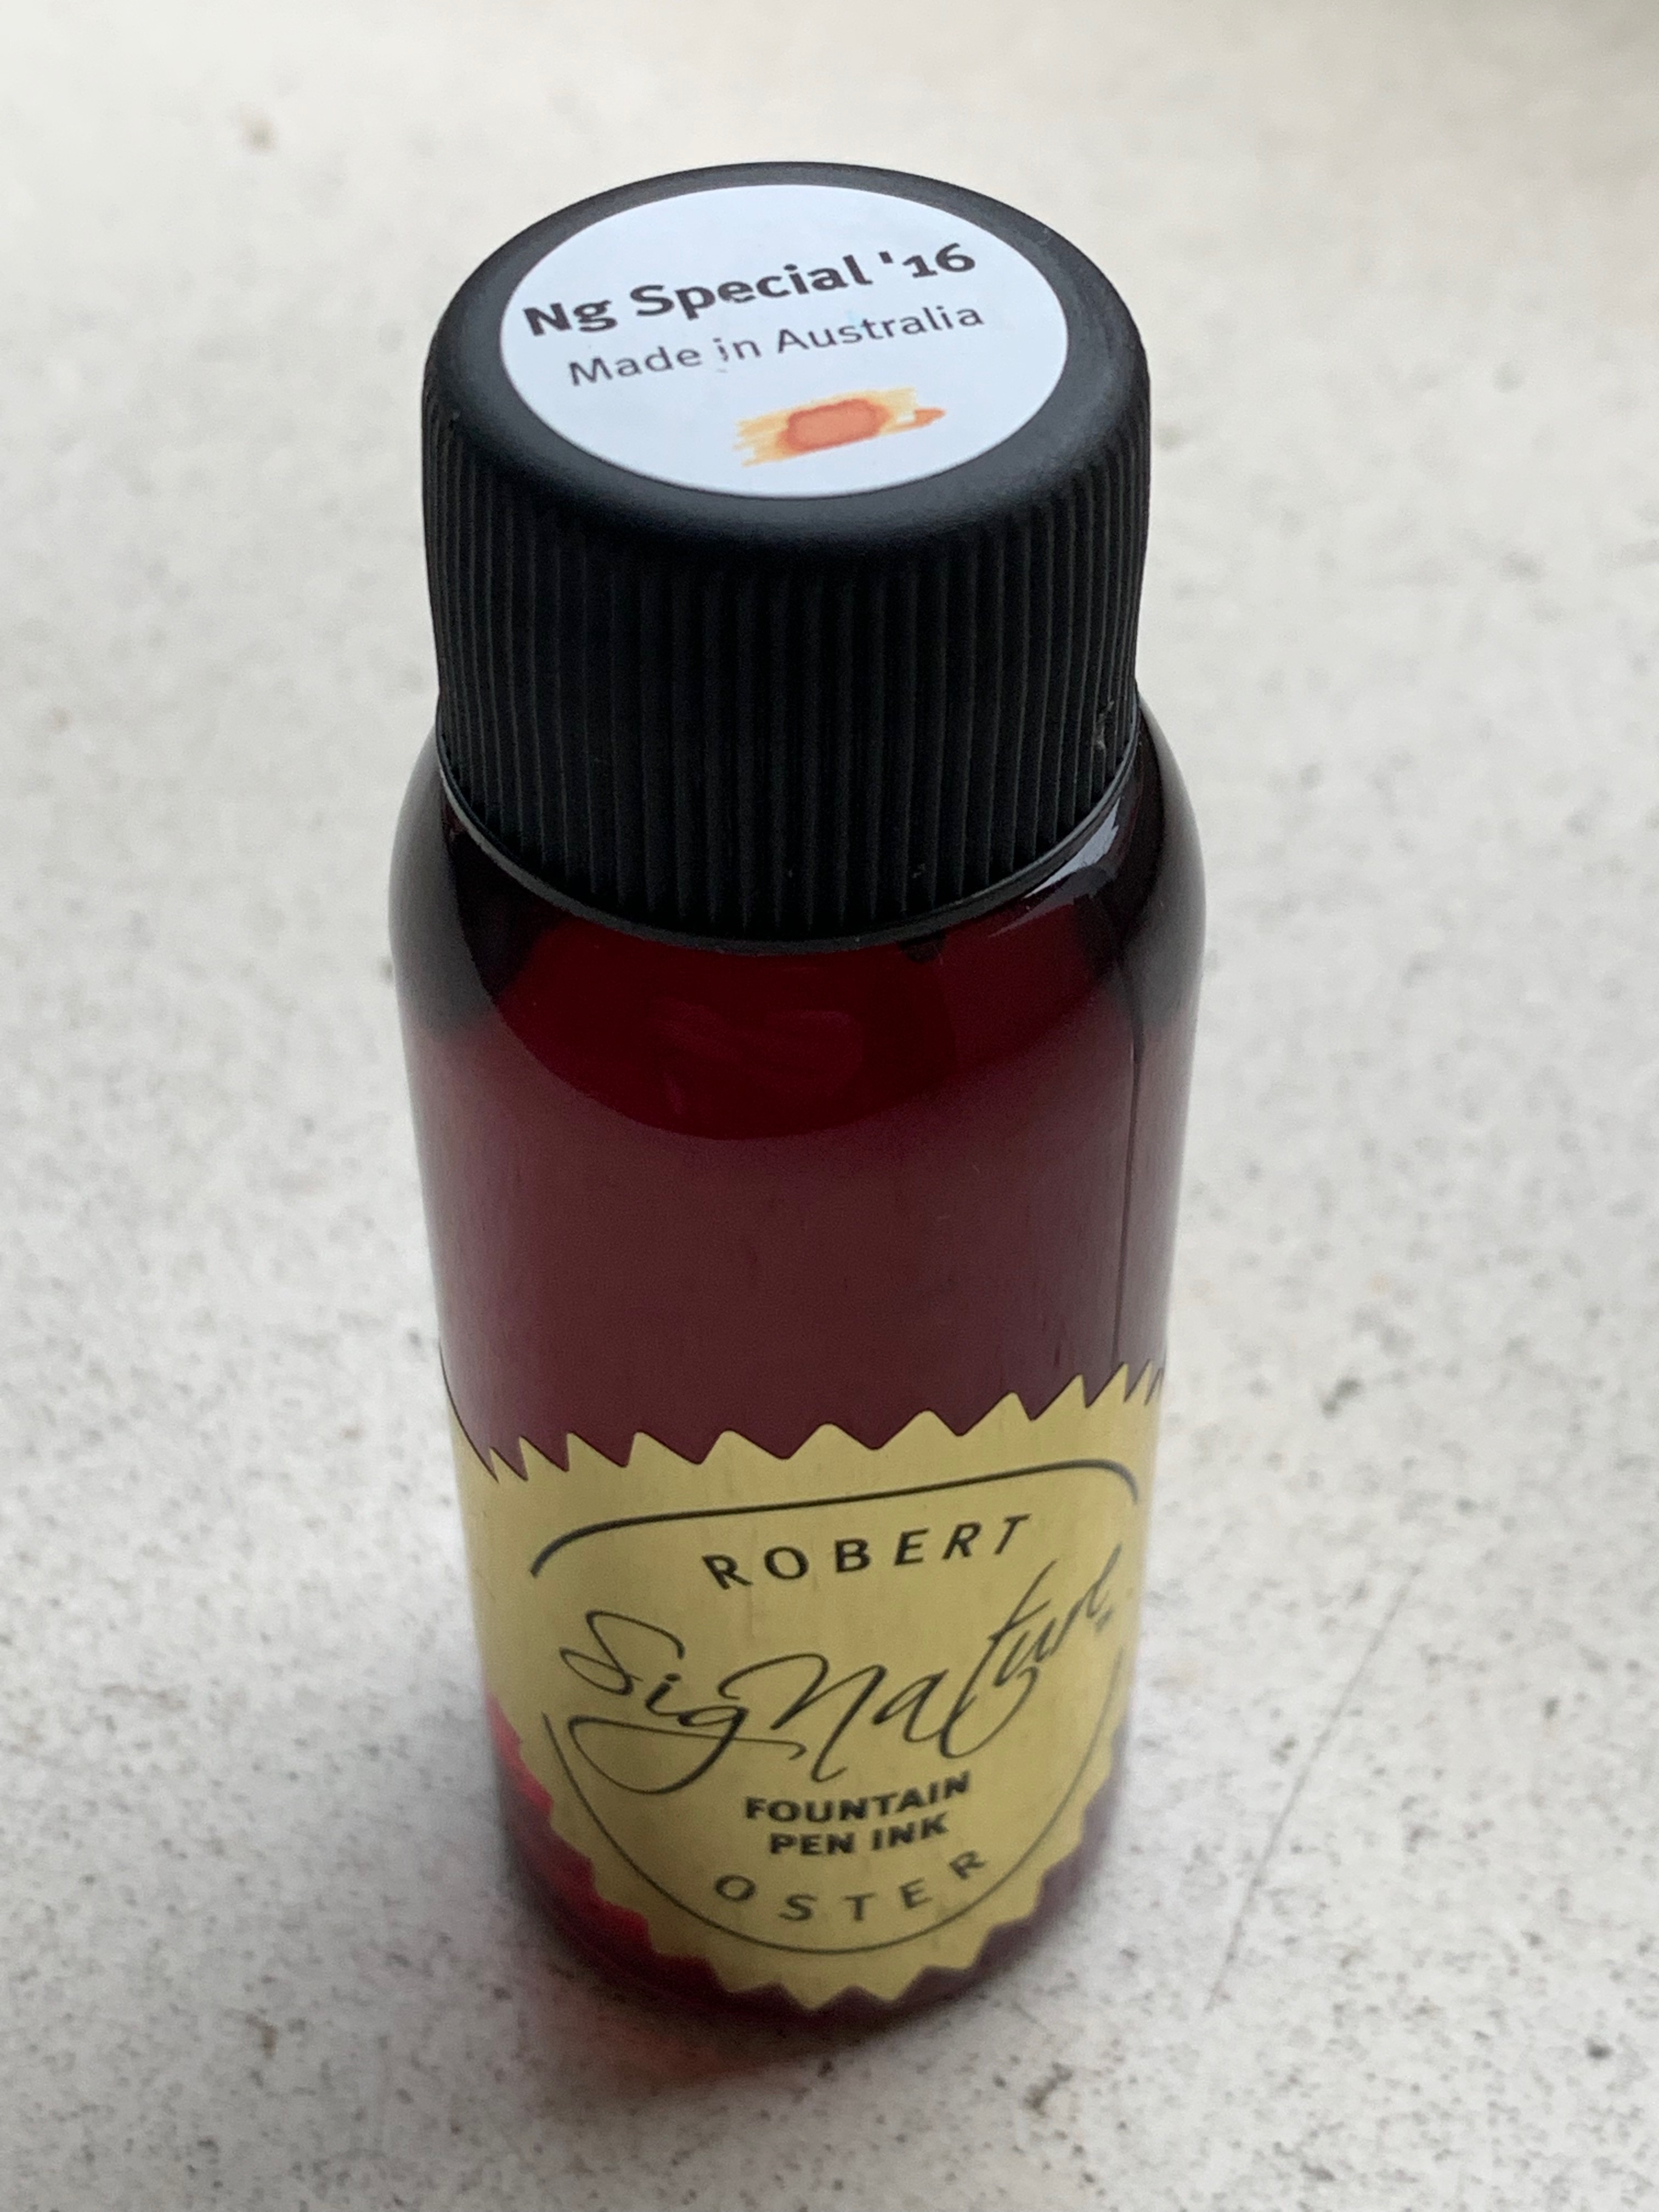 Ng Special '16
Made in Australia
ROBERT
SigNature
FOUNTAIN
PEN INK
OSTER